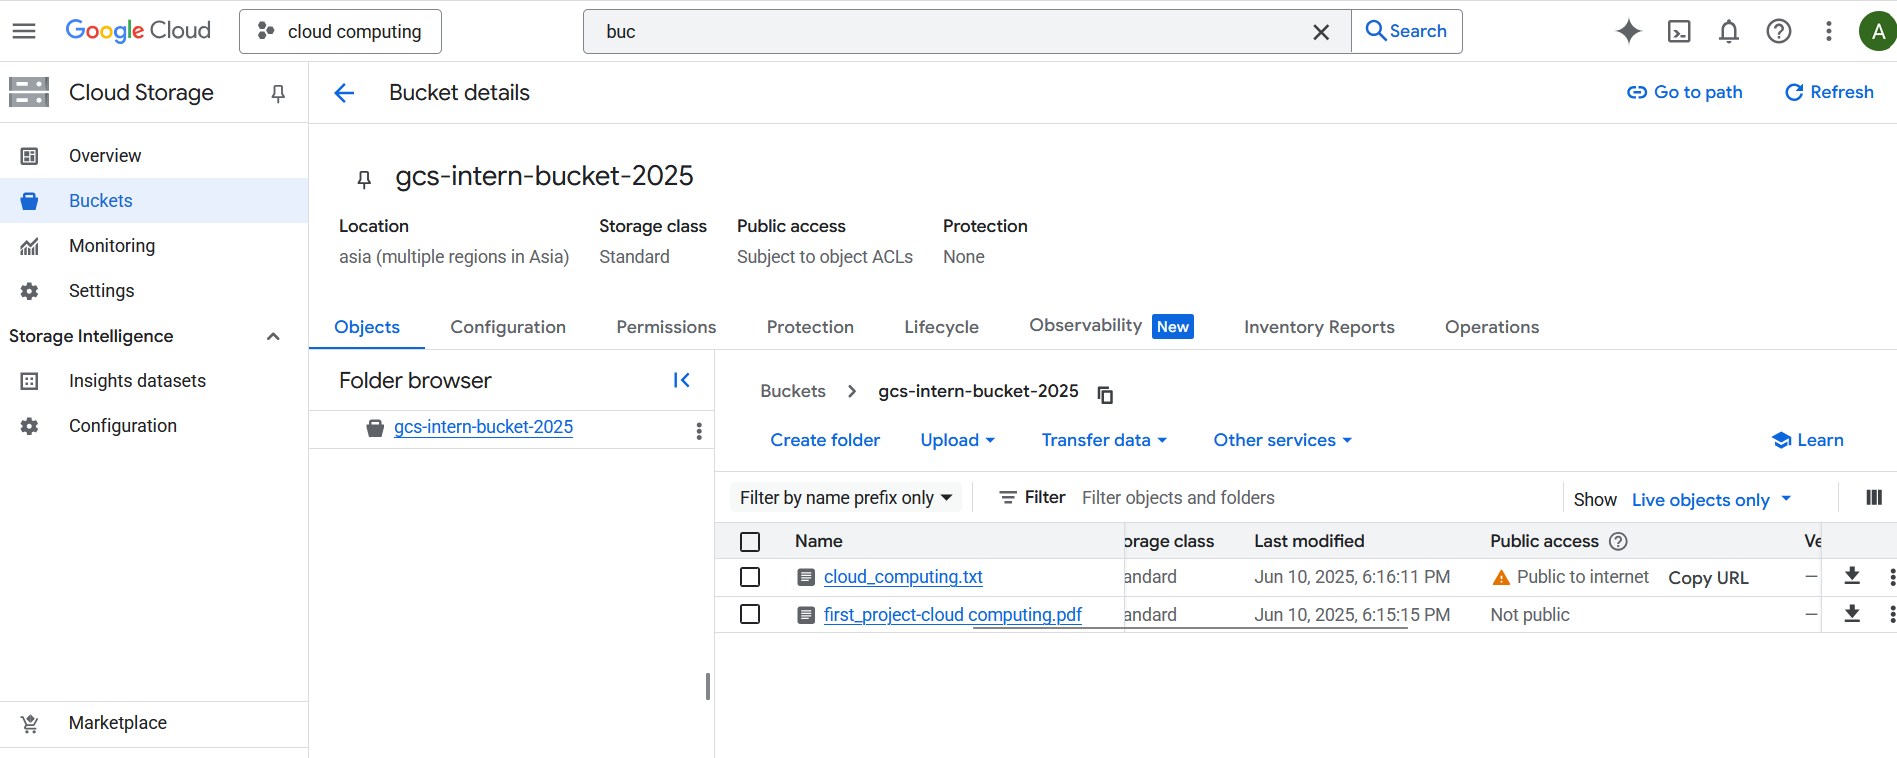 Google Cloud
cloud computing
buc
Search
A
Cloud Storage
Bucket details
Go to path
Refresh
Overview
Buckets
Monitoring
Settings
Storage Intelligence
Insights datasets
Configuration
Marketplace
gcs-intern-bucket-2025
Location Storage class Public access Protection
asia (multiple regions in Asia) Standard Subject to object ACLs None
Objects Configuration Permissions Protection Lifecycle Observability New Inventory Reports Operations
Folder browser
gcs-intern-bucket-2025
Buckets gcs-intern-bucket-2025
Create folder Upload Transfer data Other services Learn
Filter by name prefix only Filter Filter objects and folders Show Live objects only
Name orage class Last modified Public access Ve
cloud_computing.txt andard Jun 10, 2025, 6:16:11 PM Public to internet Copy URL —
first_project-cloud computing.pdf andard Jun 10, 2025, 6:15:15 PM Not public —